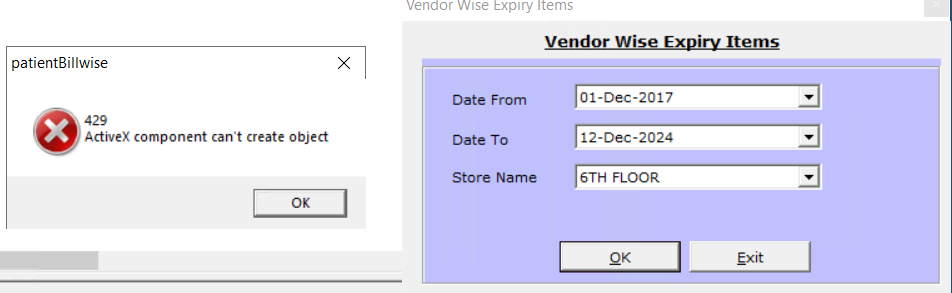 patientBillwise
429
ActiveX component can't create object
OK
Vendor Wise Expiry Items
Vendor Wise Expiry Items
Date From
01-Dec-2017
Date To
12-Dec-2024
Store Name
6TH FLOOR
OK
Exit